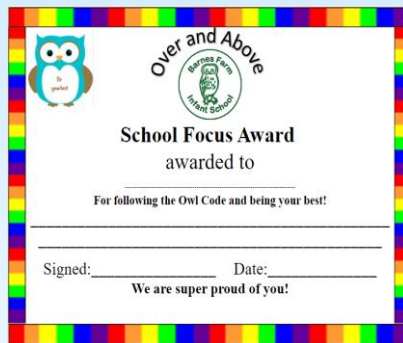 Over and Above
Barnes Farm
Infant School
Be
School Focus Award
awarded to
For following the Owl Code and being your best!
Signed: Date:
We are super proud of you!